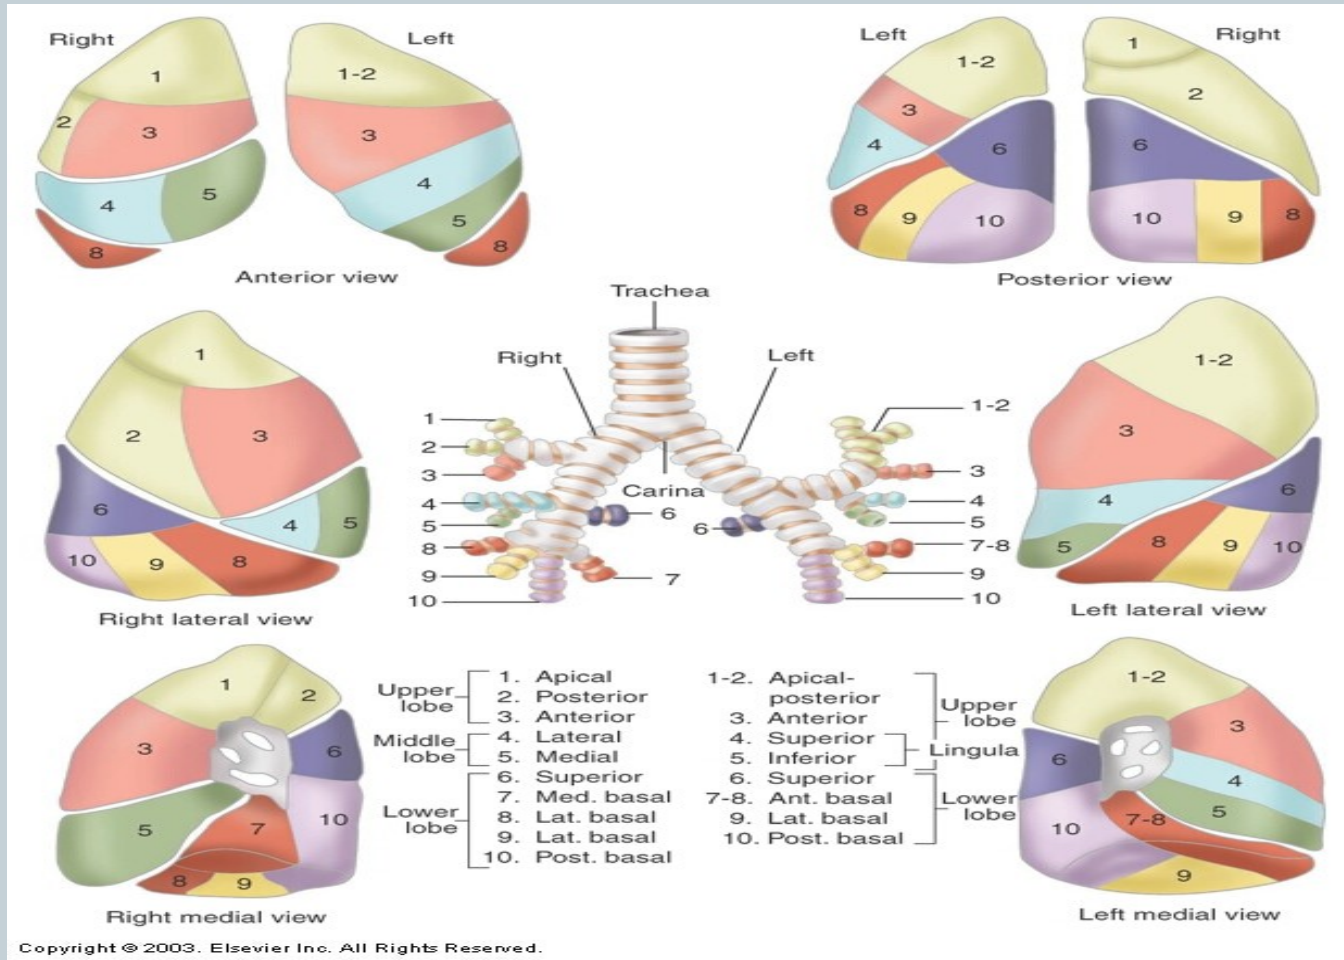 Right
Left
1
2
3
4
5
8
1-2
3
4
5
8
Anterior view
Left
Right
1-2
3
4
6
8
9
10
1
2
6
10
9
8
Posterior view
Trachea
Right
Left
Carina
1
2
3
4
5
8
9
10
6
7
6
1-2
3
4
5
7-8
9
10
1
2
3
6
4
5
10
9
8
Right lateral view
1-2
3
4
6
5
8
9
10
Left lateral view
1
2
3
6
5
7
10
8
9
Right medial view
Upper lobe
1. Apical
2. Posterior
3. Anterior
Middle lobe
4. Lateral
5. Medial
Lower lobe
6. Superior
7. Med. basal
8. Lat. basal
9. Lat. basal
10. Post. basal
1-2. Apical-
posterior
3. Anterior
4. Superior
5. Inferior
6. Superior
7-8. Ant. basal
9. Lat. basal
10. Post. basal
Upper lobe
Lingula
Lower lobe
1-2
3
6
4
5
10
7-8
9
Left medial view
Copyright © 2003. Elsevier Inc. All Rights Reserved.